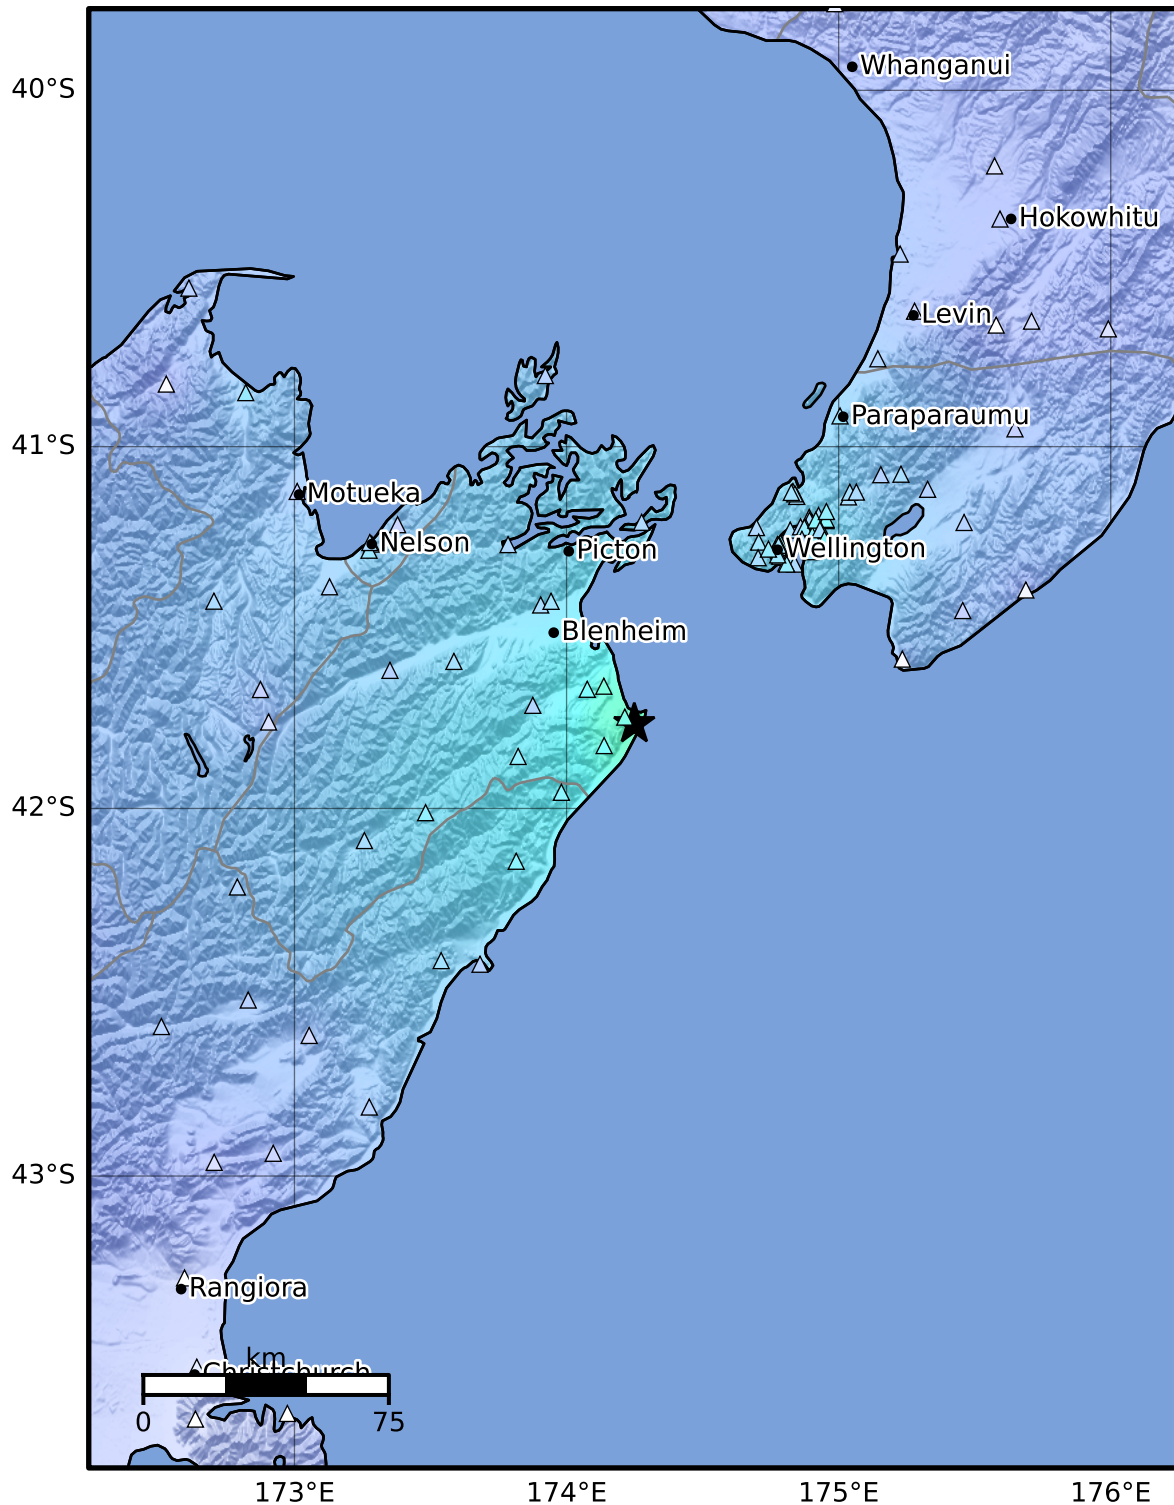 40°S
Whanganui
Hokowhitu
Levin
Paraparaumu
41°S
Motueka
Nelson
Picton
Wellington
Blenheim
42°S
43°S
Rangiora
km
Christchurch
0 75
173°E 174°E 175°E 176°E